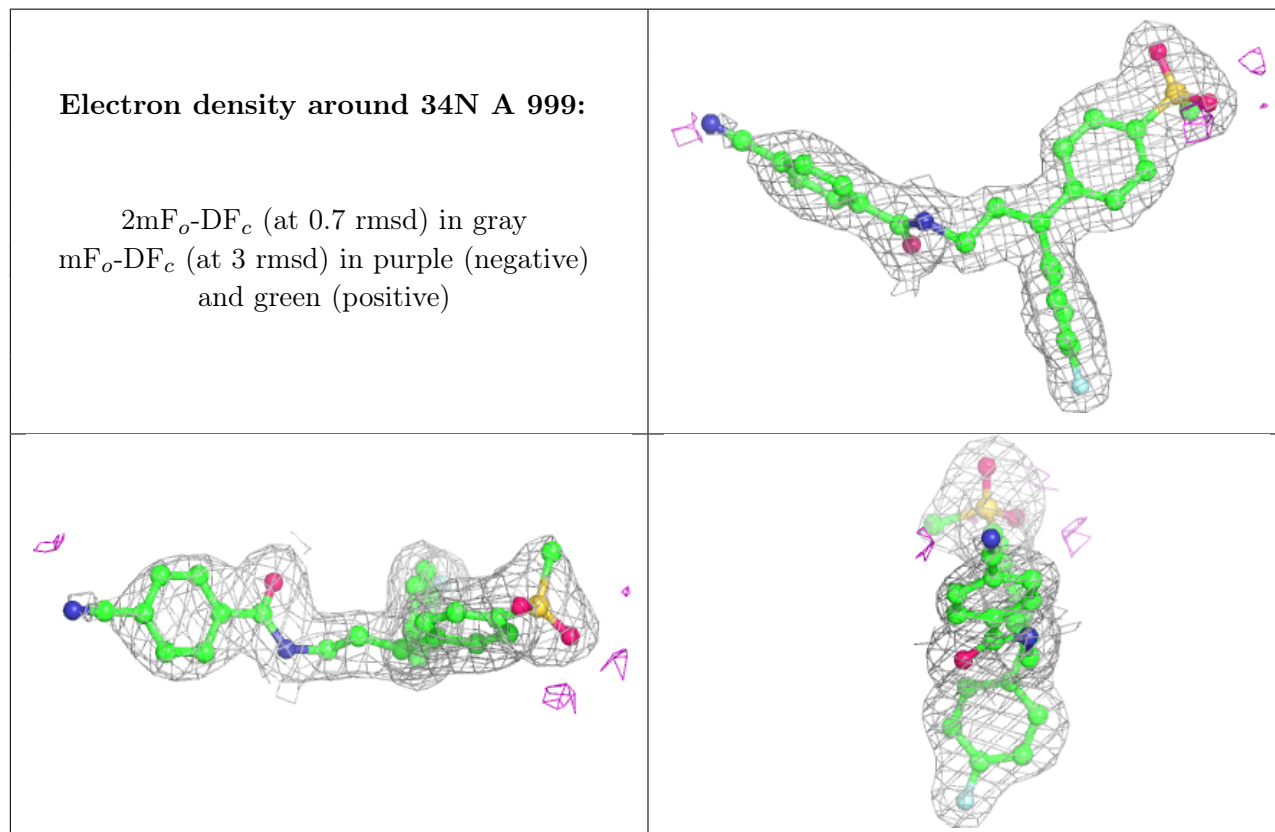 Electron density around 34N A 999:
2mFo-DFc (at 0.7 rmsd) in gray
mFo-DFc (at 3 rmsd) in purple (negative)
and green (positive)